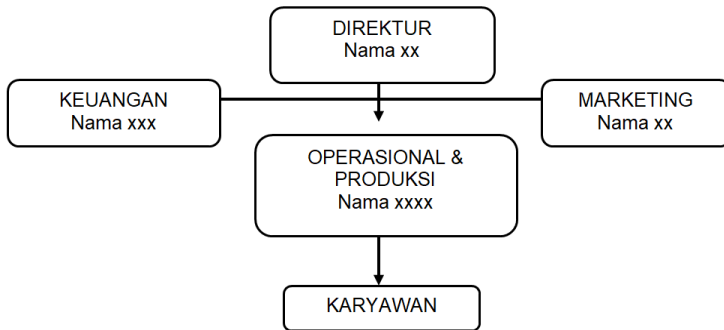 DIREKTUR
Nama xx
KEUANGAN
Nama xxx
MARKETING
Nama xx
OPERASIONAL &
PRODUKSI
Nama xxxx
KARYAWAN